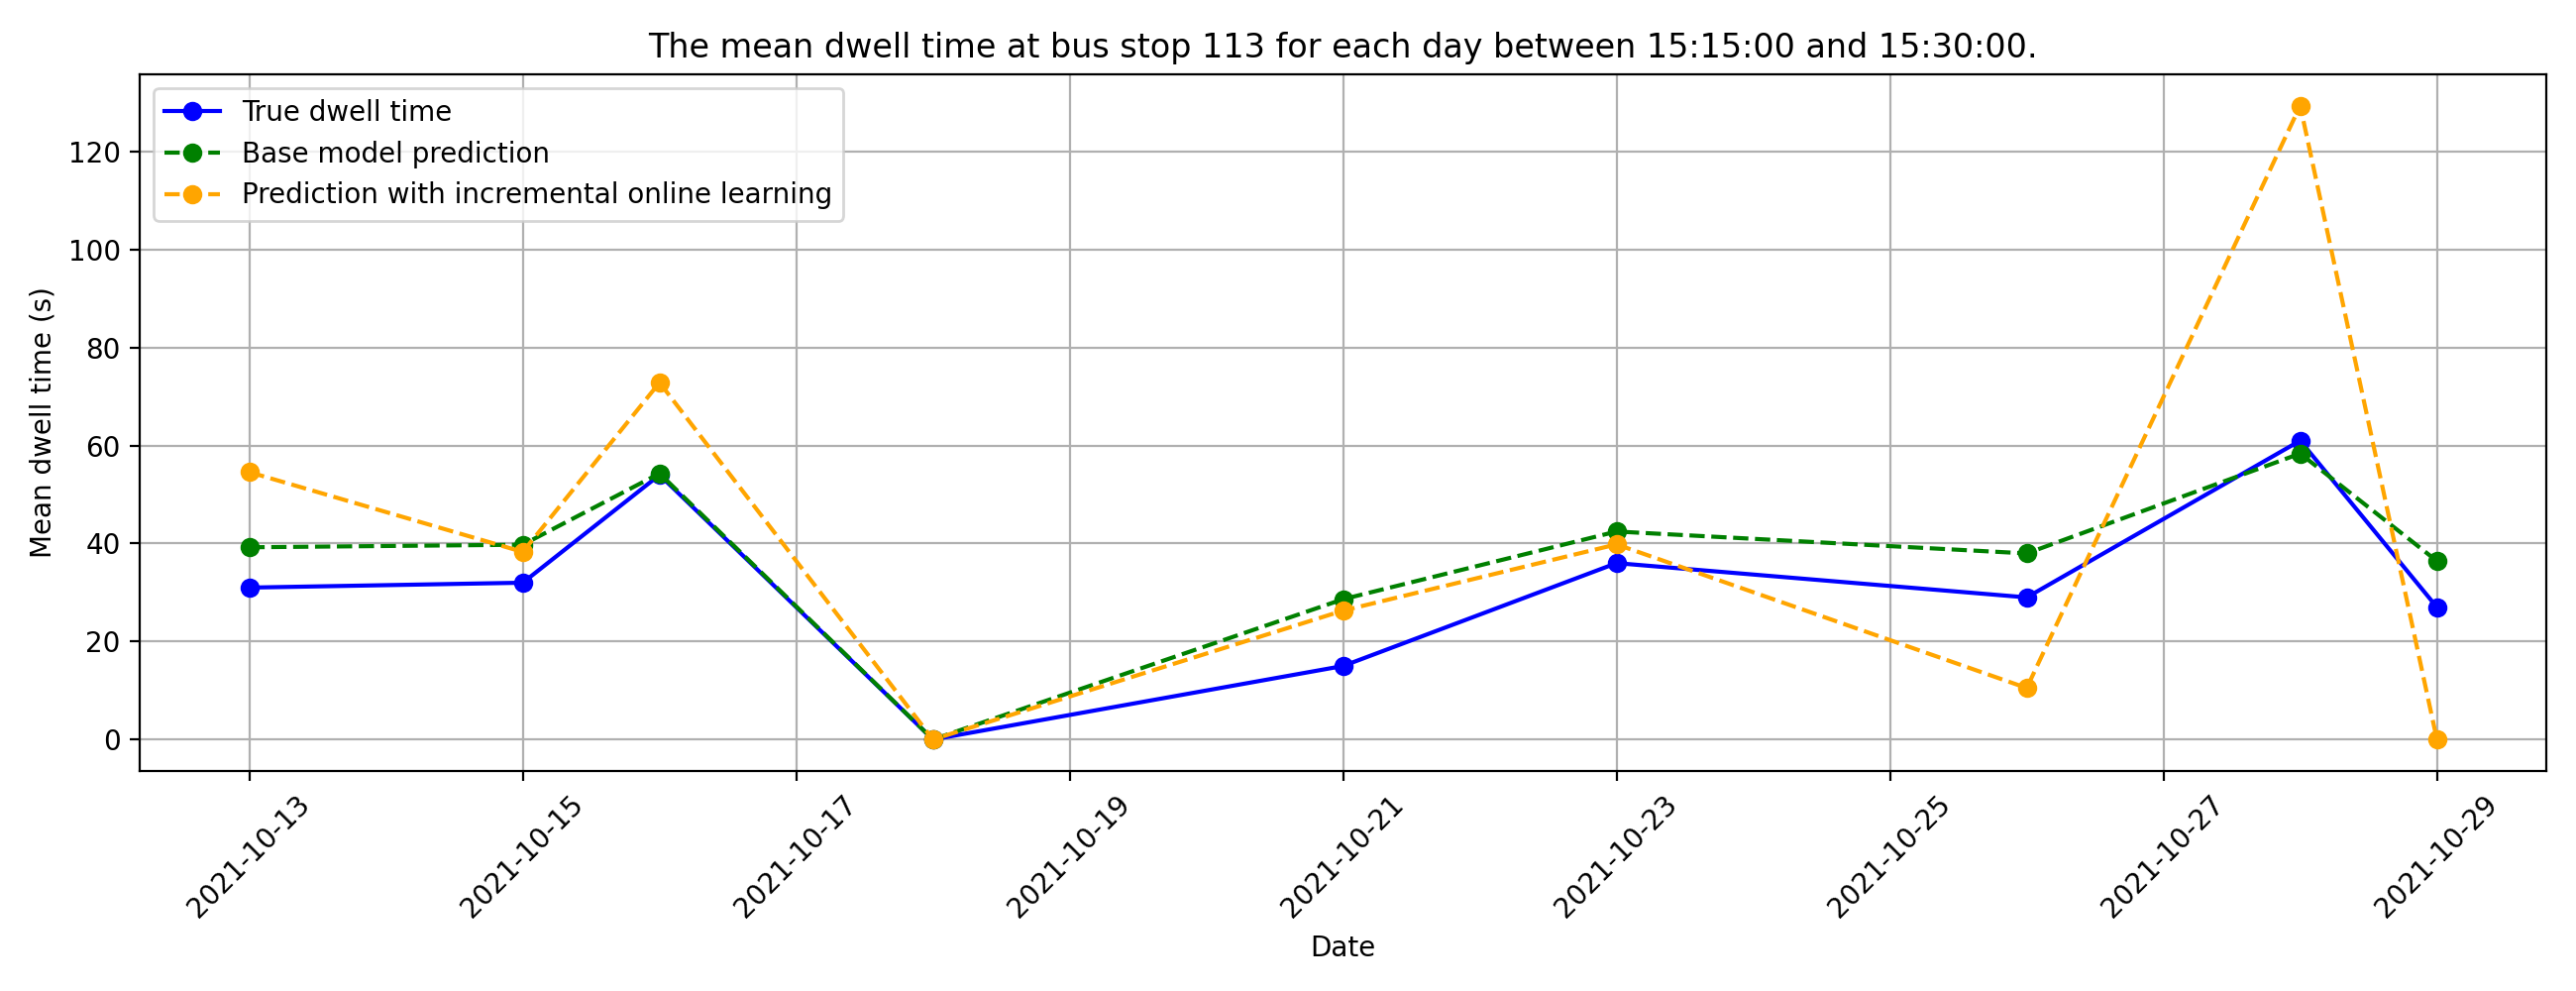 The mean dwell time at bus stop 113 for each day between 15:15:00 and 15:30:00.
True dwell time
Base model prediction
Prediction with incremental online learning
Mean dwell time (s)
120
100
80
60
40
20
0
2021-10-13
2021-10-15
2021-10-17
2021-10-19
2021-10-21
2021-10-23
2021-10-25
2021-10-27
2021-10-29
Date